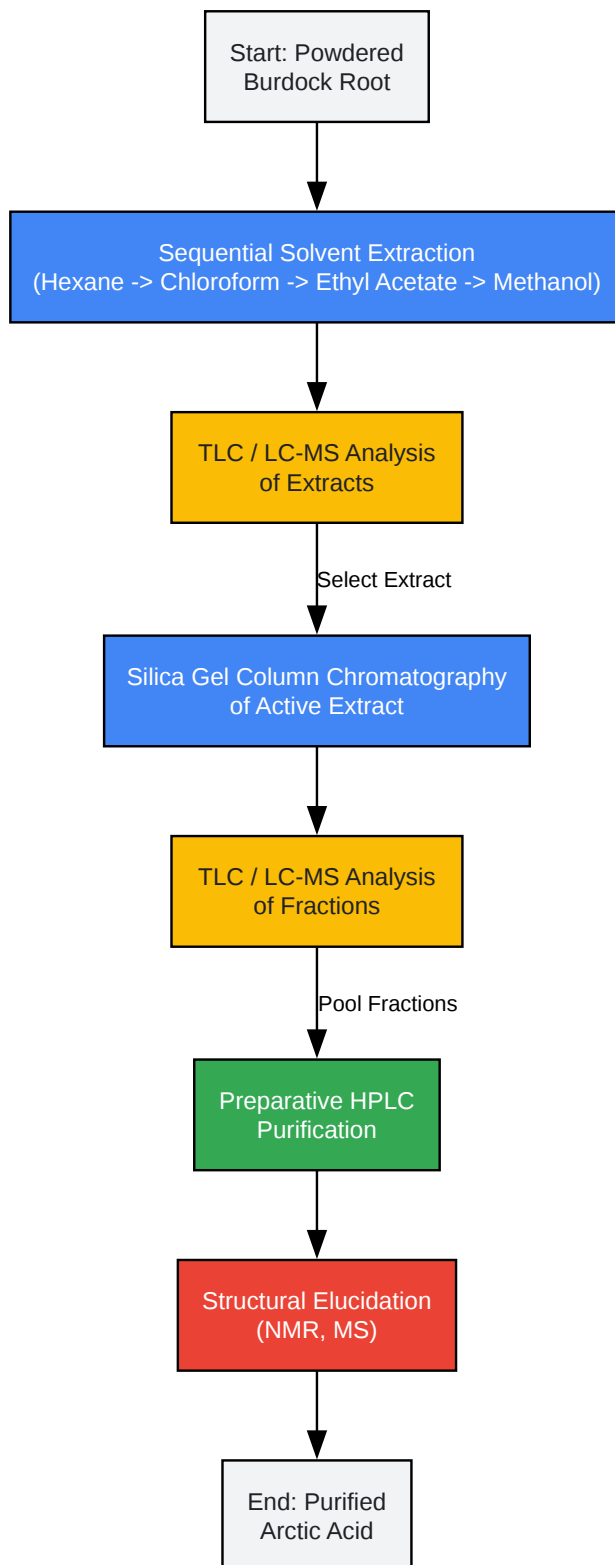 Start: Powdered
Burdock Root
Sequential Solvent Extraction
(Hexane -> Chloroform -> Ethyl Acetate -> Methanol)
TLC / LC-MS Analysis
of Extracts
Select Extract
Silica Gel Column Chromatography
of Active Extract
TLC / LC-MS Analysis
of Fractions
Pool Fractions
Preparative HPLC
Purification
Structural Elucidation
(NMR, MS)
End: Purified
Arctic Acid